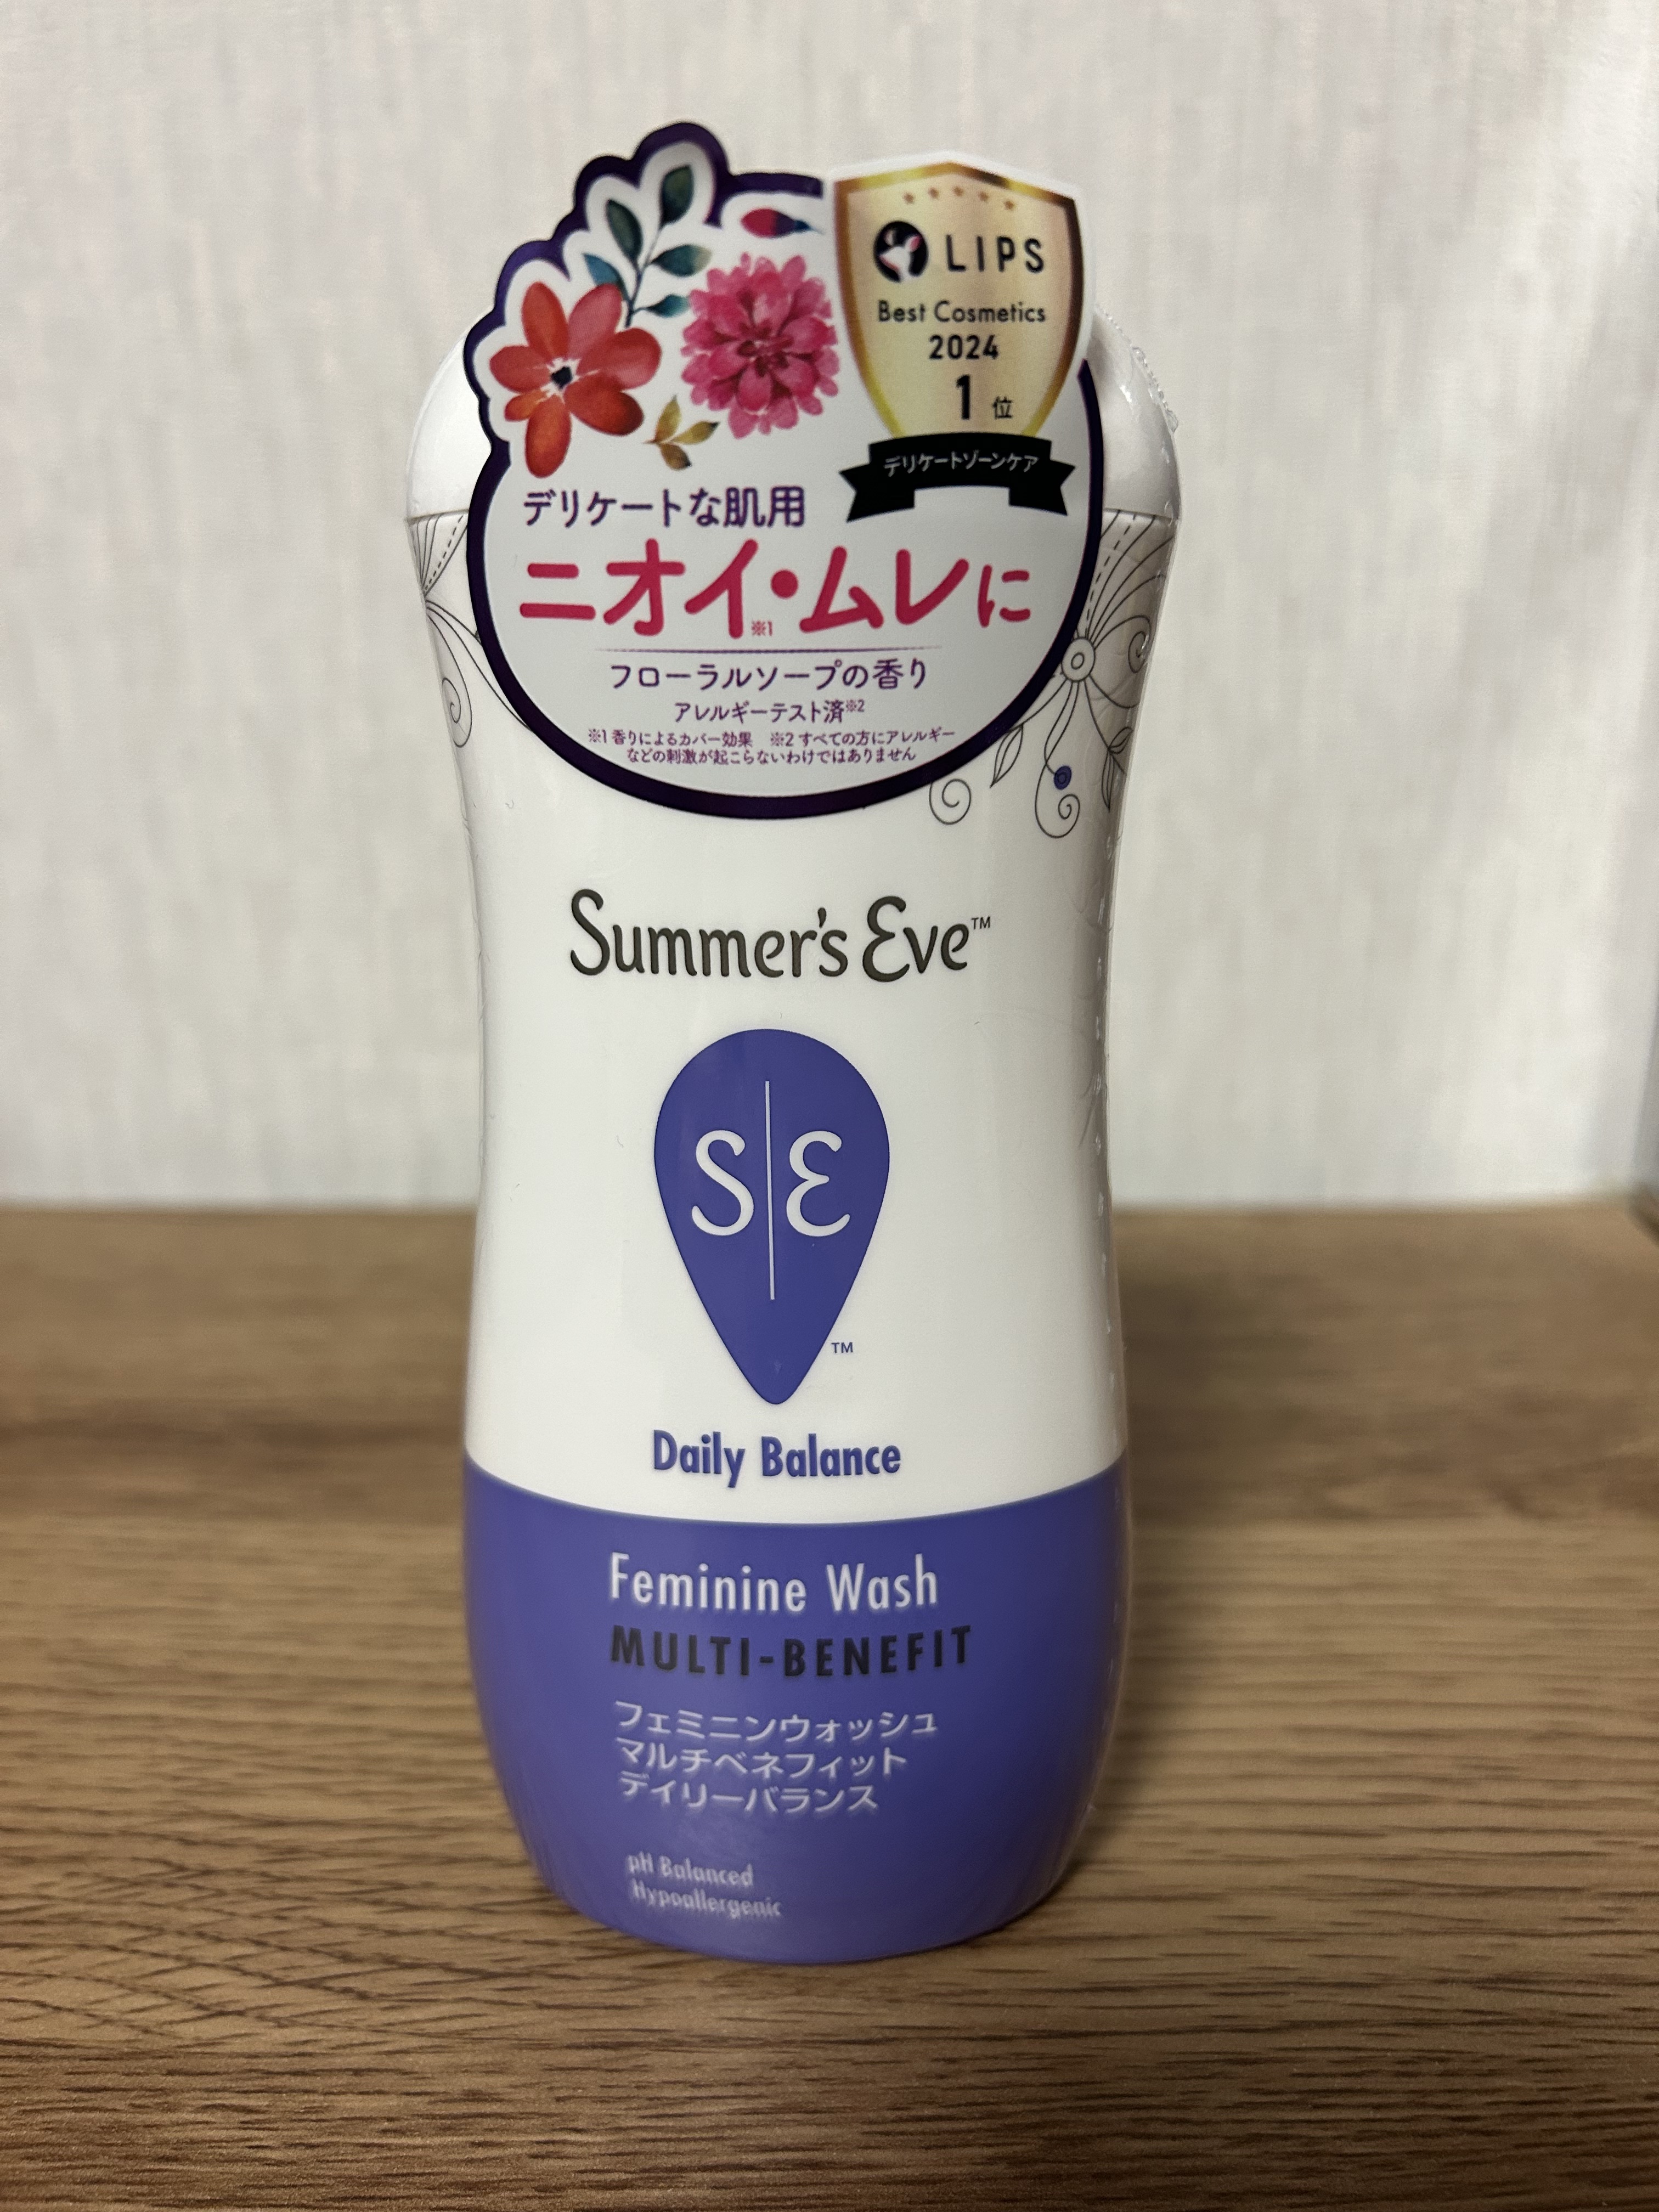 LIPS
Best Cosmetics
2024
1位
デリケートゾーンケア
デリケートな肌用
ニオイ※1・ムレに
フローラルソープの香り
アレルギーテスト済※2
※1 香りによるカバー効果 ※2 すべての方にアレルギー
などの刺激が起こらないわけではありません
Summer's Eve™
S|E
™
Daily Balance
Feminine Wash
MULTI-BENEFIT
フェミニンウォッシュ
マルチベネフィット
デイリーバランス
pH Balanced
Hypoallergenic